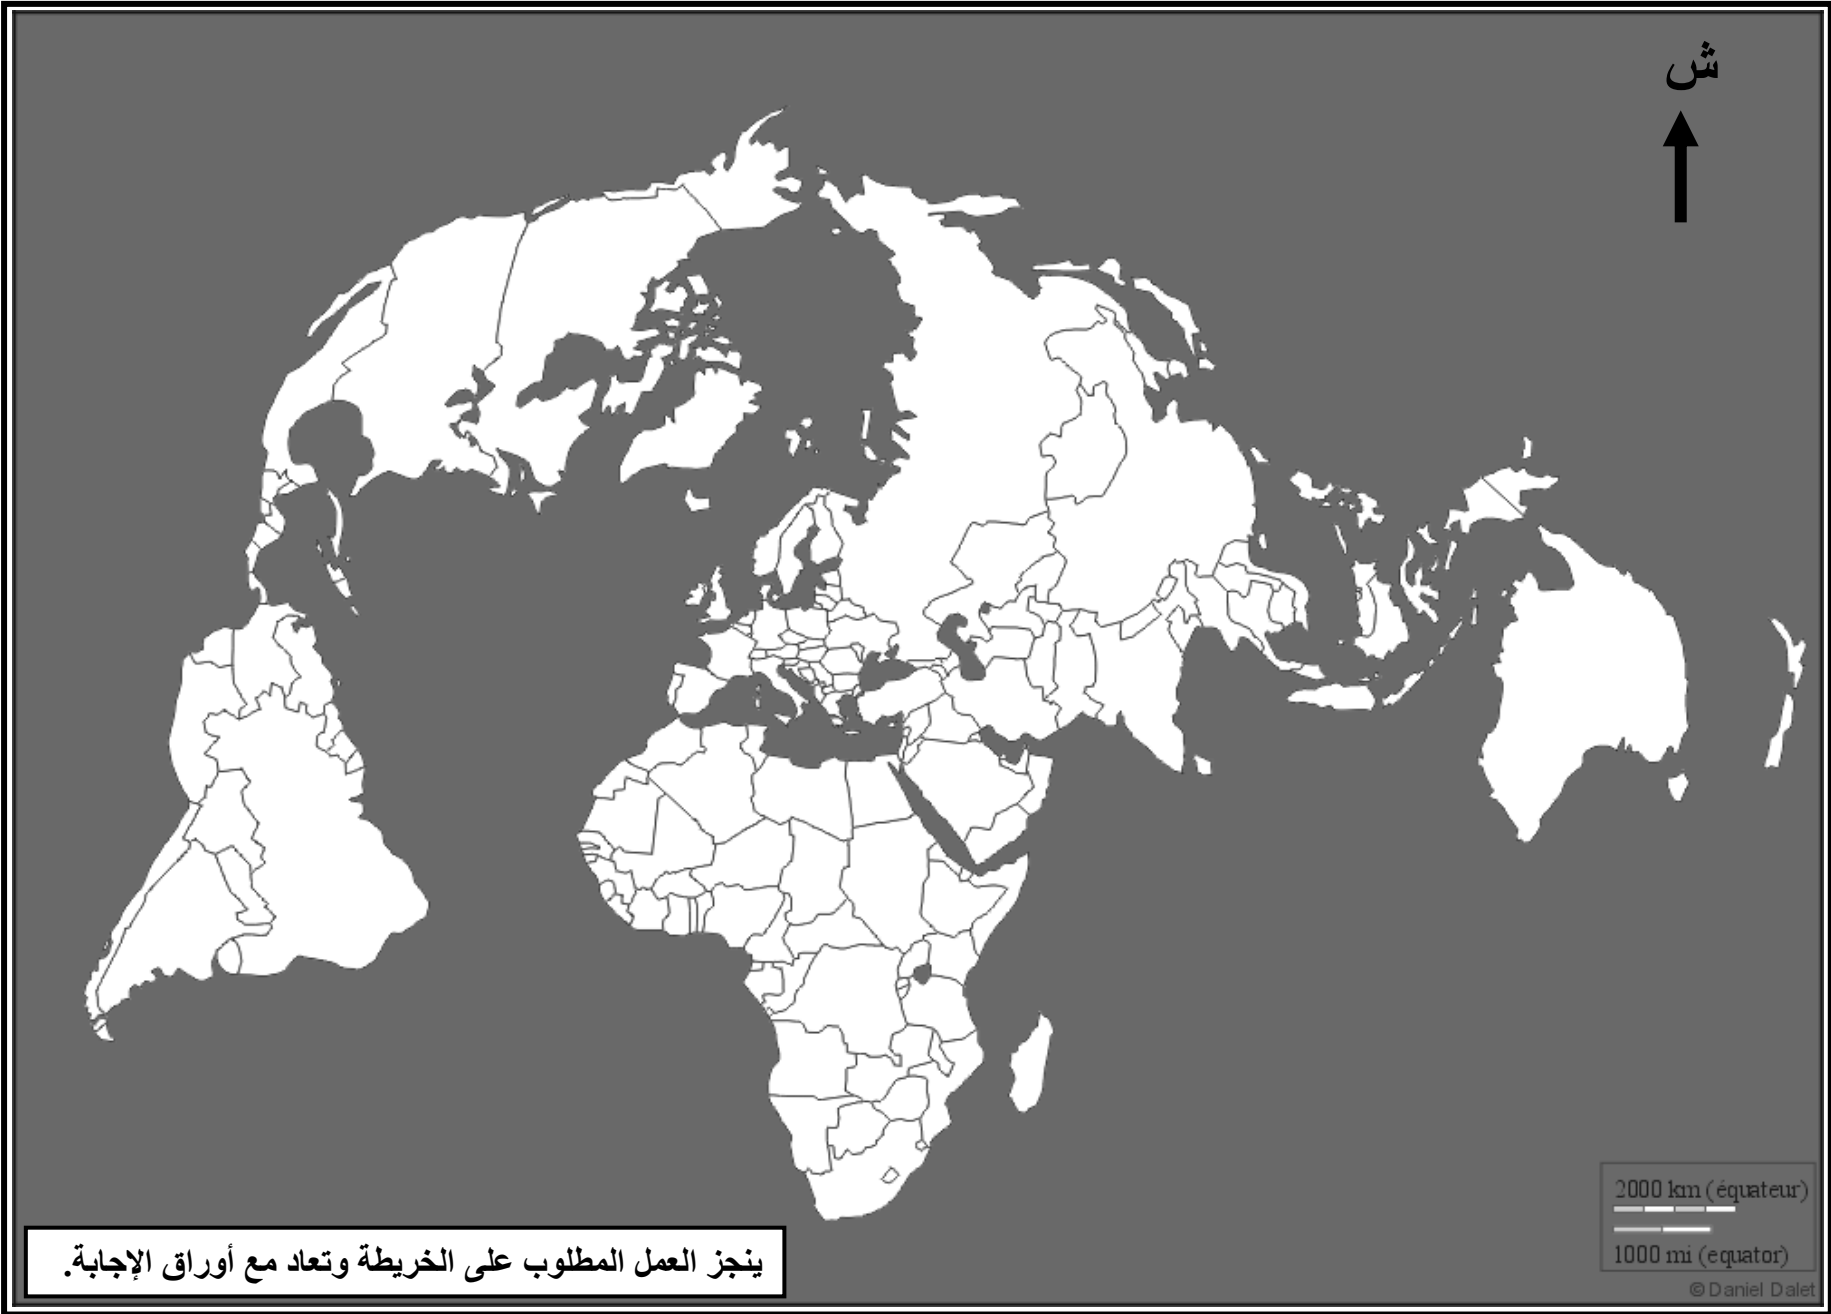 ش
2000 km (équateur)
1000 mi (equator)
© Daniel Dalet
ينجز العمل المطلوب على الخريطة وتعاد مع أوراق الإجابة.